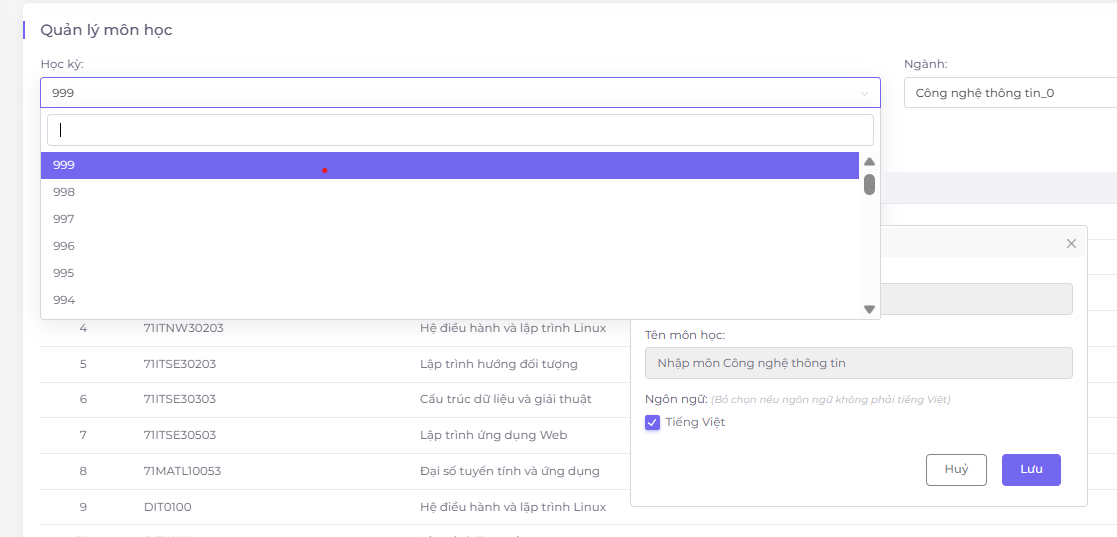 Quản lý môn học
Học kỳ:
Ngành:
999
Công nghệ thông tin_0
999
998
997
996
995
994
4 71ITNW30203 Hệ điều hành và lập trình Linux
Tên môn học:
5 71ITSE30203 Lập trình hướng đối tượng
Nhập môn Công nghệ thông tin
6 71ITSE30303 Cấu trúc dữ liệu và giải thuật
Ngôn ngữ: (Bỏ chọn nếu ngôn ngữ không phải tiếng Việt)
Tiếng Việt
7 71ITSE30503 Lập trình ứng dụng Web
8 71MATL10053 Đại số tuyến tính và ứng dụng
Huỷ
Lưu
9 DIT0100 Hệ điều hành và lập trình Linux